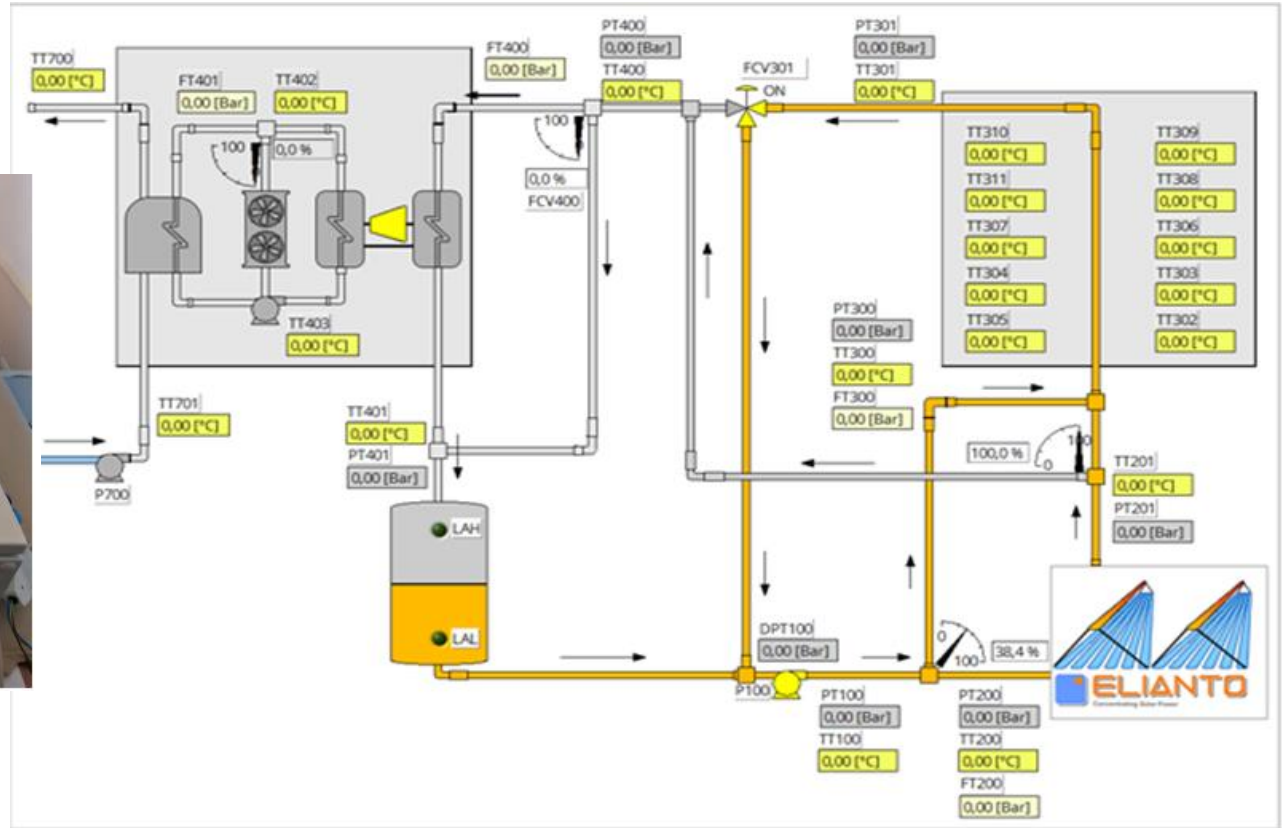 TT700
0,00 [°C]
FT401
0,00 [Bar]
TT402
0,00 [°C]
100
0,0 %
TT403
0,00 [°C]
TT701
0,00 [°C]
P700
FT400
0,00 [Bar]
PT400
0,00 [Bar]
TT400
0,00 [°C]
100
0,0 %
FCV400
FCV301
ON
PT301
0,00 [Bar]
TT301
0,00 [°C]
TT310
0,00 [°C]
TT311
0,00 [°C]
TT307
0,00 [°C]
TT304
0,00 [°C]
TT305
0,00 [°C]
TT309
0,00 [°C]
TT308
0,00 [°C]
TT306
0,00 [°C]
TT303
0,00 [°C]
TT302
0,00 [°C]
PT300
0,00 [Bar]
TT300
0,00 [°C]
FT300
0,00 [Bar]
TT401
0,00 [°C]
PT401
0,00 [Bar]
100,0 %
100
0
TT201
0,00 [°C]
PT201
0,00 [Bar]
LAH
LAL
DPT100
0,00 [Bar]
P100
0
100
38,4 %
PT100
0,00 [Bar]
TT100
0,00 [°C]
PT200
0,00 [Bar]
TT200
0,00 [°C]
FT200
0,00 [Bar]
ELIANTO
Concentrating Solar Power